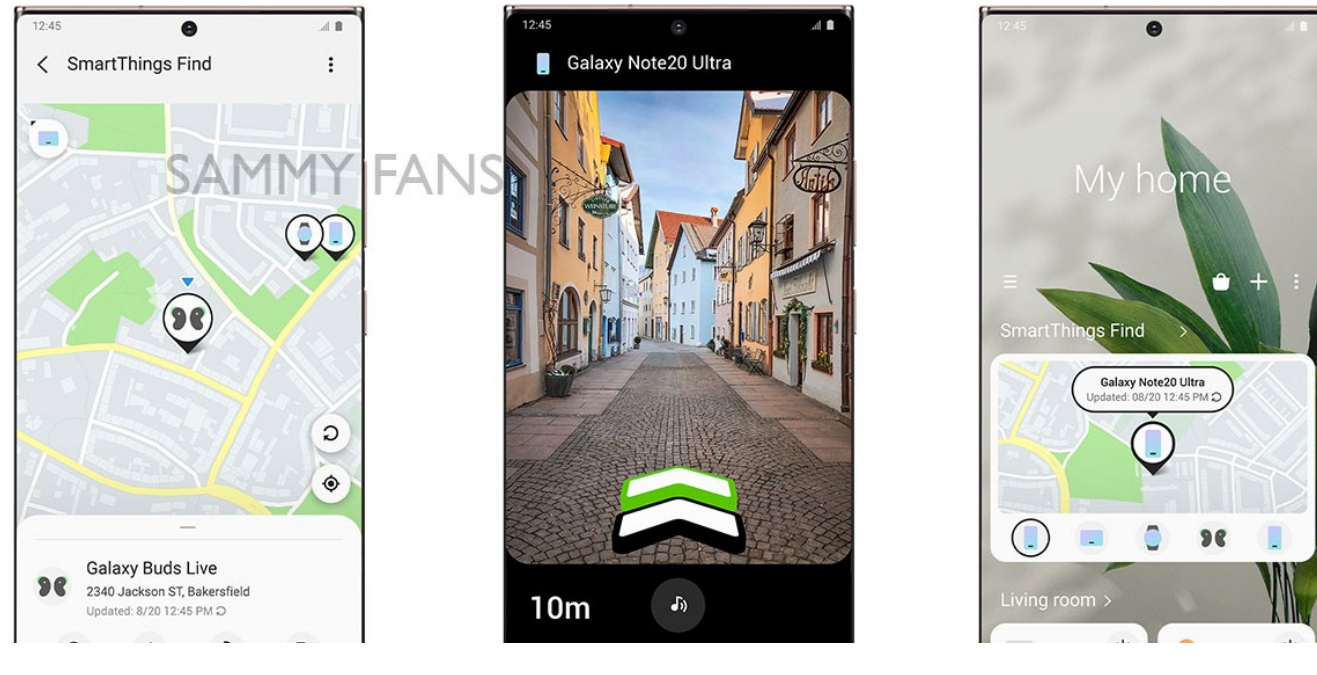 12:45
SmartThings Find
SAMMY FANS
Galaxy Buds Live
2340 Jackson ST, Bakersfield
Updated: 8/20 12:45 PM
12:45
Galaxy Note20 Ultra
WEINSTUBE
10m
12:45
My home
SmartThings Find
Galaxy Note20 Ultra
Updated: 08/20 12:45 PM
Living room